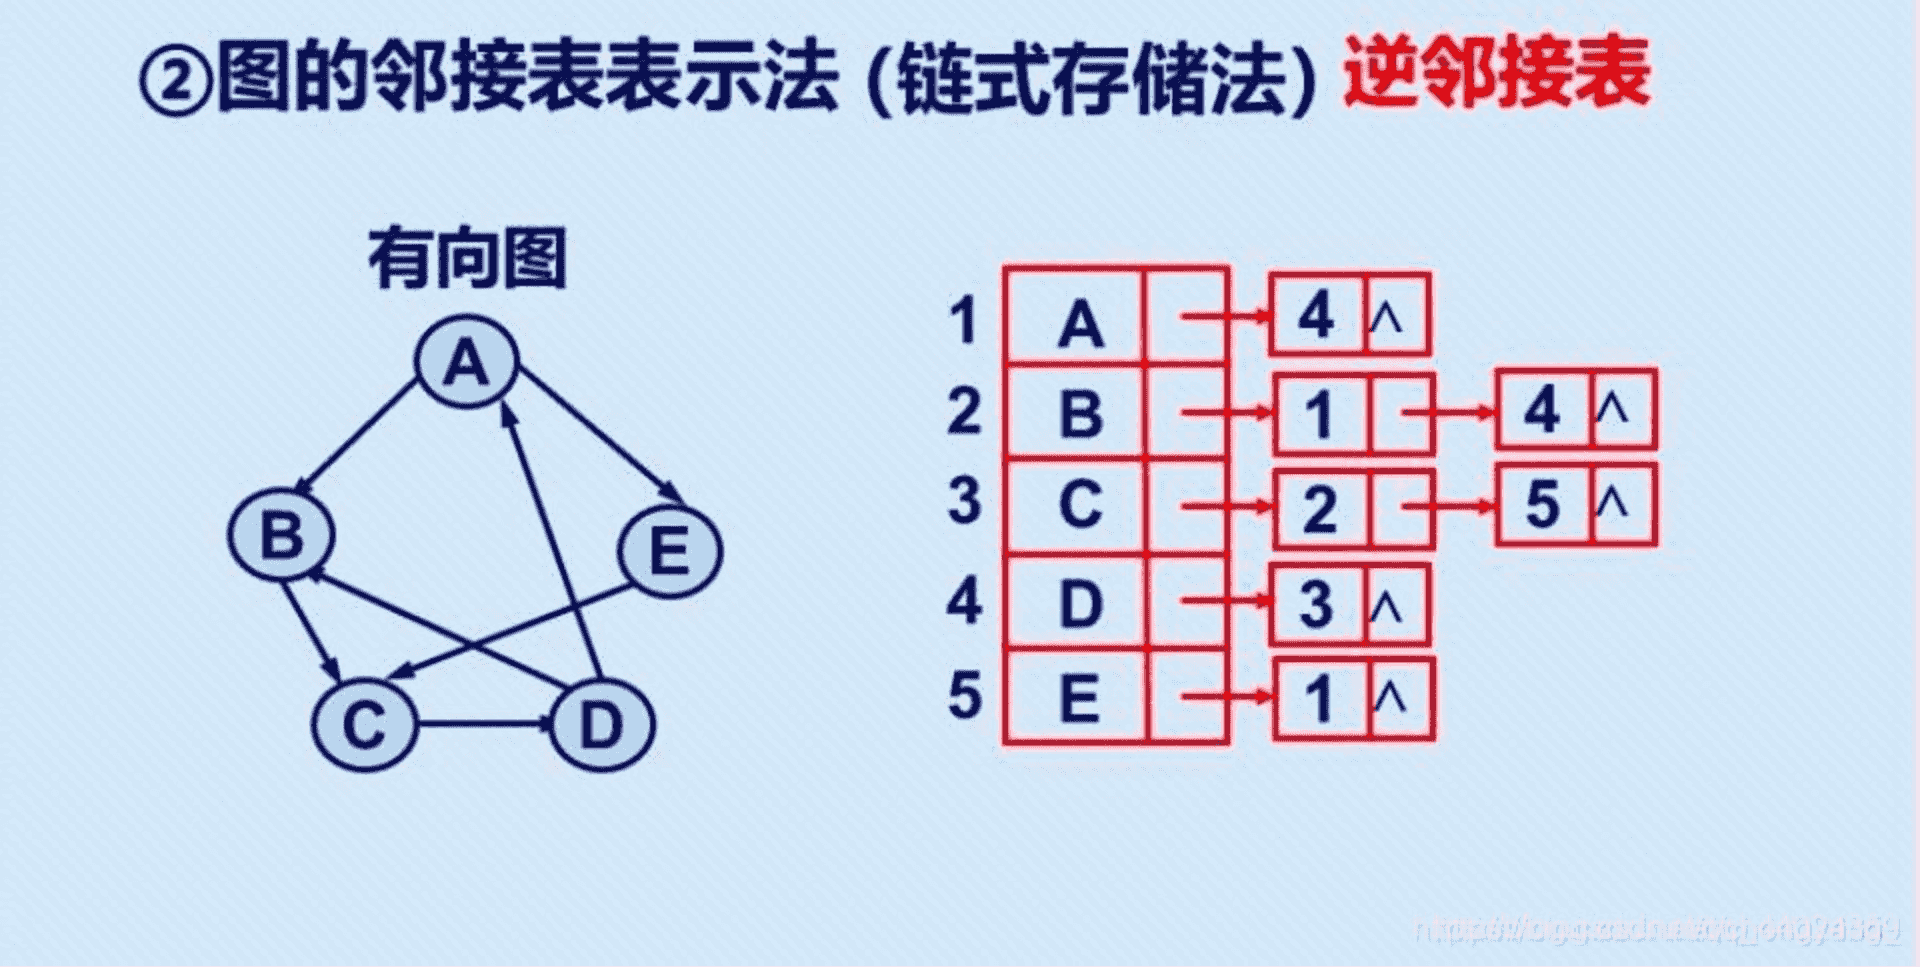 ②图的邻接表表示法（链式存储法）逆邻接表
有向图
A
B
E
C
D
1 A 4 ^
2 B 1 4 ^
3 C 2 5 ^
4 D 3 ^
5 E 1 ^